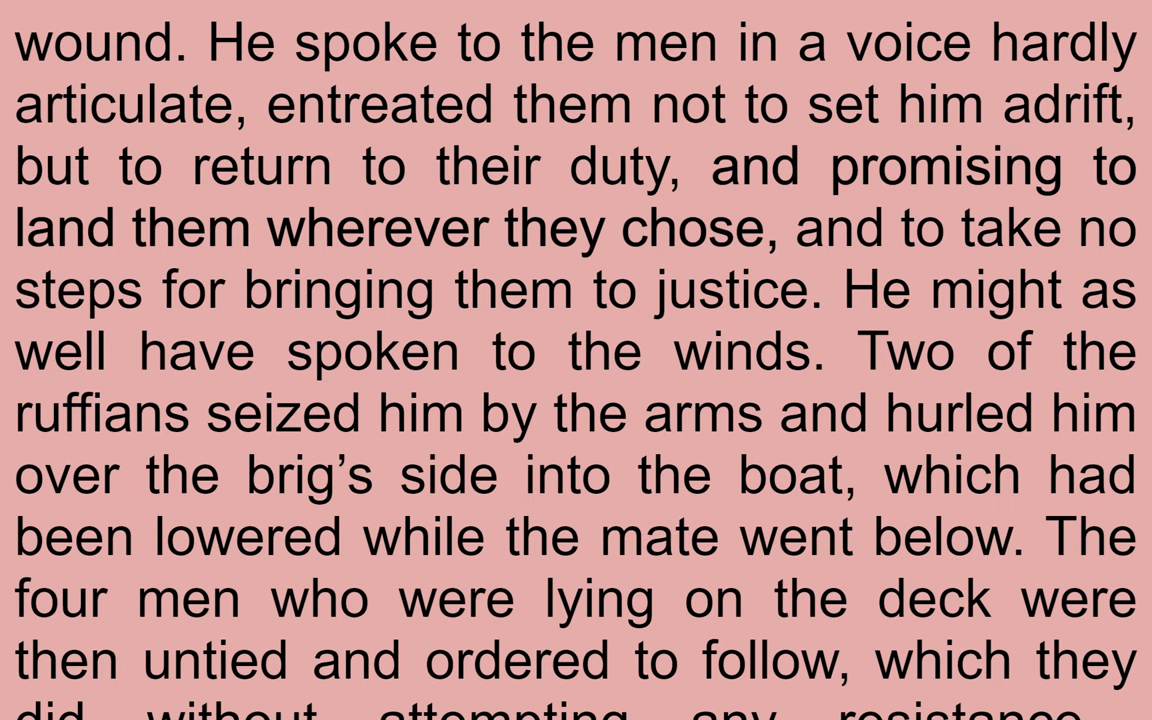 wound. He spoke to the men in a voice hardly
articulate, entreated them not to set him adrift,
but to return to their duty, and promising to
land them wherever they chose, and to take no
steps for bringing them to justice. He might as
well have spoken to the winds. Two of the
ruffians seized him by the arms and hurled him
over the brig’s side into the boat, which had
been lowered while the mate went below. The
four men who were lying on the deck were
then untied and ordered to follow, which they
did without attempting any resistance